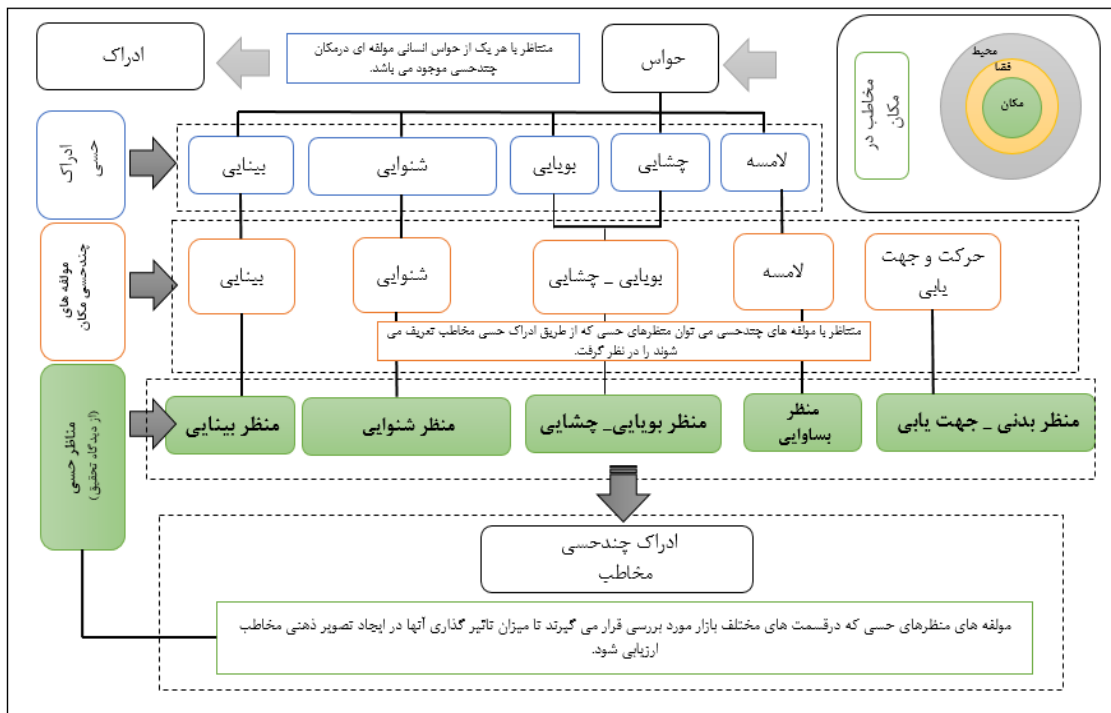 محیط
فضا
مکان
مخاطب در
مکان
حواس
متناظر با هر یک از حواس انسانی مولفه ای درمکان
چندحسی موجود می باشد.
ادراک
ادراک
حسی
لامسه
چشایی
بویایی
شنوایی
بینایی
مولفه های
چندحسی مکان
حرکت و جهت
یابی
لامسه
بویایی _ چشایی
شنوایی
بینایی
متناظر با مولفه های چندحسی می توان منظرهای حسی که از طریق ادراک حسی مخاطب تعریف می
شوند را در نظر گرفت.
مناظر حسی
(از دیدگاه تحقیق)
منظر بدنی _ جهت یابی
منظر
بساوایی
منظر بویایی_ چشایی
منظر شنوایی
منظر بینایی
ادراک چندحسی
مخاطب
مولفه های منظرهای حسی که درقسمت های مختلف بازار مورد بررسی قرار می گیرند تا میزان تاثیر گذاری آنها در ایجاد تصویر ذهنی مخاطب
ارزیابی شود.